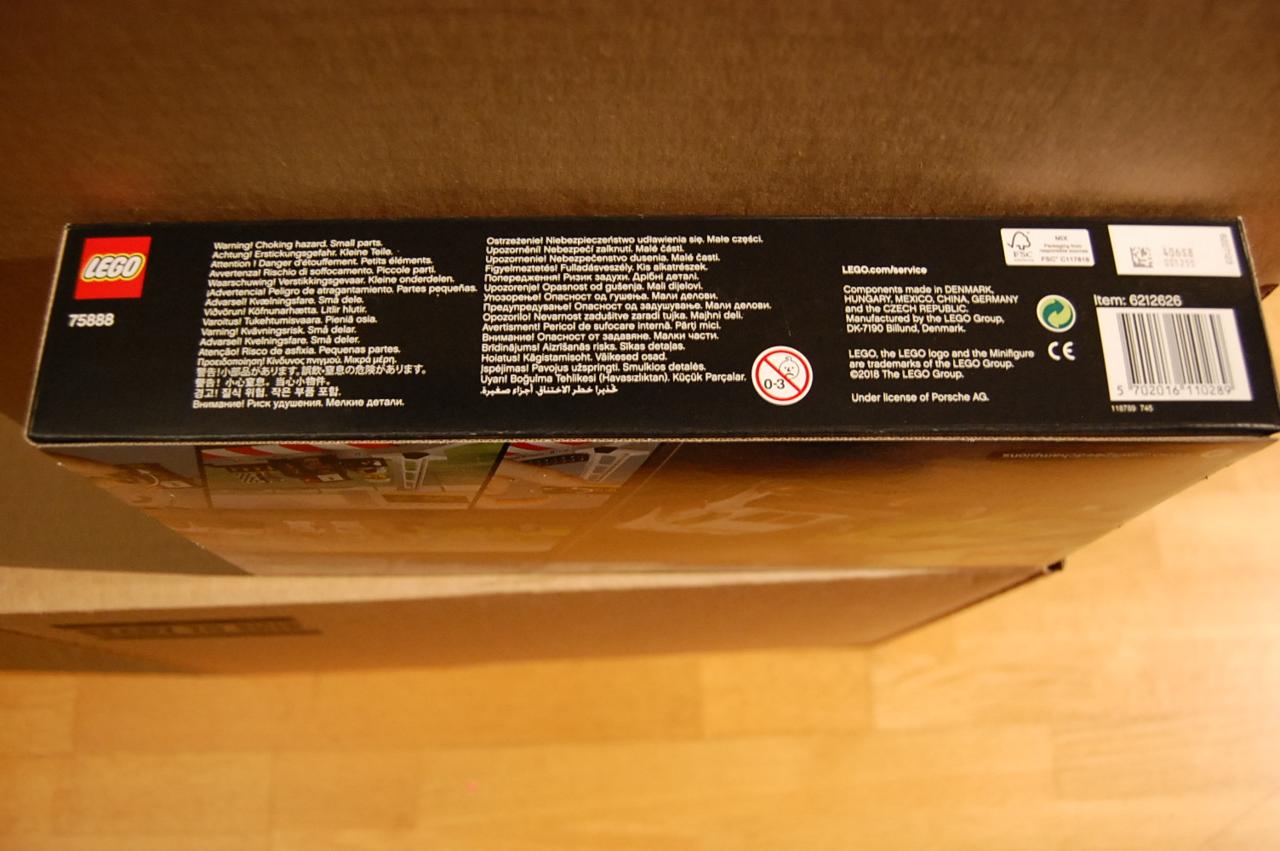 LEGO
75888
Warning! Choking hazard. Small parts.
Achtung! Erstickungsgefahr. Kleine Teile.
Attention ! Danger d'étouffement. Petits éléments.
Avvertenza! Rischio di soffocamento. Piccole parti.
Waarschuwing! Verstikkingsgevaar. Kleine onderdelen.
¡Advertencia! Peligro de atragantamiento. Partes pequeñas.
Advarsel! Kvælningsfare. Små dele.
Viðvörun! Köfnunarhætta. Litlir hlutir.
Varoitus! Tukehtumisvaara. Pieniä osia.
Varning! Kvävningsrisk. Små delar.
Advarsel! Kvelningsfare. Små deler.
Atenção! Risco de asfixia. Pequenas partes.
Προειδοποίηση! Κίνδυνος πνιγμού. Μικρά μέρη.
警告!小部品があります。誤飲・窒息の危険があります。
警告! 小心窒息。当心小物件。
경고! 질식 위험. 작은 부품 포함.
Внимание! Риск удушения. Мелкие детали.
Ostrzeżenie! Niebezpieczeństwo udławienia się. Małe części.
Upozornění! Nebezpečí zalknutí. Malé části.
Upozornenie! Nebezpečenstvo dusenia. Malé časti.
Figyelmeztetés! Fulladásveszély. Kis alkatrészek.
Попередження! Ризик задухи. Дрібні деталі.
Upozorenje! Opasnost od gušenja. Mali dijelovi.
Упозорење! Опасност од гушења. Мали делови.
Предупредување! Опасност од задушување. Мали делови.
Opozorilo! Nevarnost zadušitve zaradi tujka. Majhni deli.
Avertisment! Pericol de sufocare internă. Părți mici.
Внимание! Опасност от задавяне. Малки части.
Brīdinājums! Aizrīšanās risks. Sīkas detaļas.
Hoiatus! Kägistamisoht. Väikesed osad.
Įspėjimas! Pavojus užspringti. Smulkios detalės.
Uyarı! Boğulma Tehlikesi (Havasızlıktan). Küçük Parçalar.
تحذير! خطر الاختناق. أجزاء صغيرة.
0-3
LEGO.com/service
Components made in DENMARK,
HUNGARY, MEXICO, CHINA, GERMANY
and the CZECH REPUBLIC.
Manufactured by the LEGO Group,
DK-7190 Billund, Denmark.
LEGO, the LEGO logo and the Minifigure
are trademarks of the LEGO Group.
©2018 The LEGO Group.
Under license of Porsche AG.
FSC
MIX
Packaging from
responsible sources
FSC® C117818
CE
Item: 6212626
5 702016 110289
118789 745